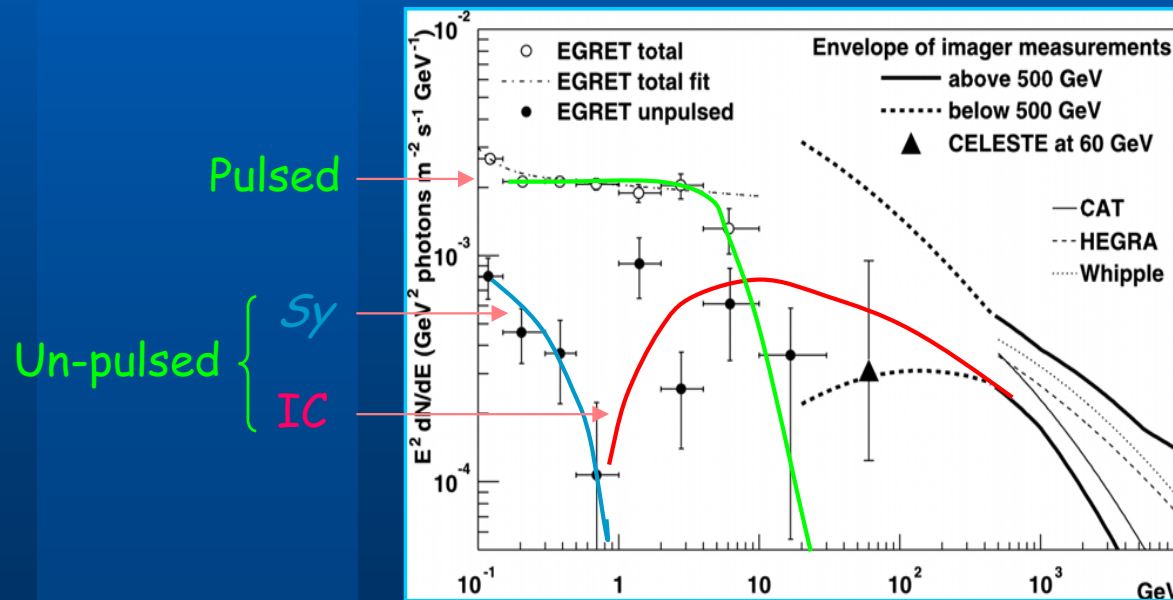 Pulsed
Sy
Un-pulsed
IC
E² dN/dE (GeV² photons m⁻² s⁻¹ GeV⁻¹)
10⁻²
10⁻³
10⁻⁴
EGRET total
EGRET total fit
EGRET unpulsed
Envelope of imager measurements
above 500 GeV
below 500 GeV
CELESTE at 60 GeV
CAT
HEGRA
Whipple
10⁻¹ 1 10 10² 10³
GeV